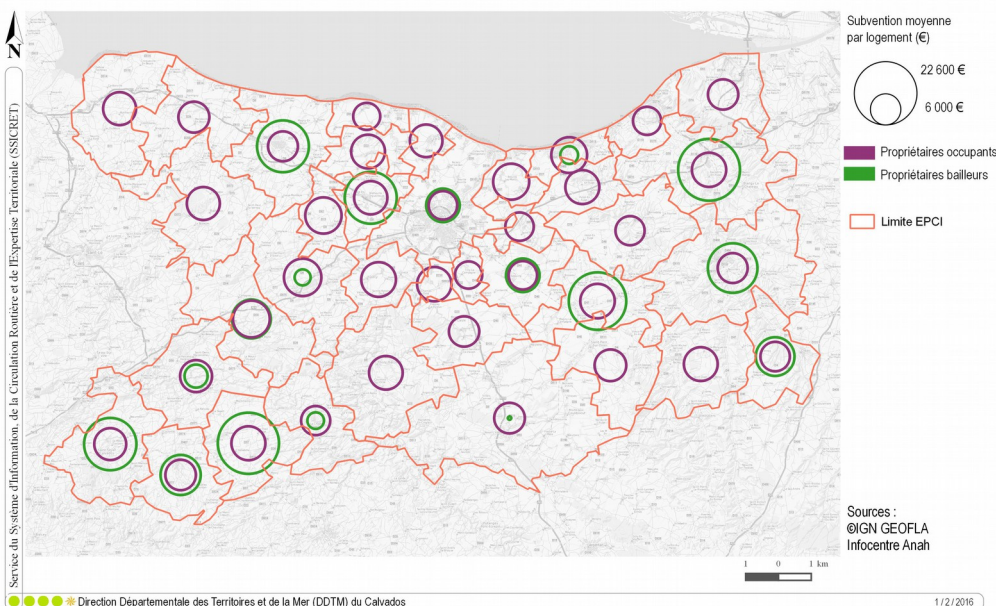 N
Service du Système d'Information, de la Circulation Routière et de l'Expertise Territoriale (SSICRET)
Subvention moyenne
par logement (€)
22 600 €
6 000 €
Propriétaires occupants
Propriétaires bailleurs
Limite EPCI
Sources :
©IGN GEOFLA
Infocentre Anah
1 0 1 km
Direction Départementale des Territoires et de la Mer (DDTM) du Calvados
1 / 2 / 2016